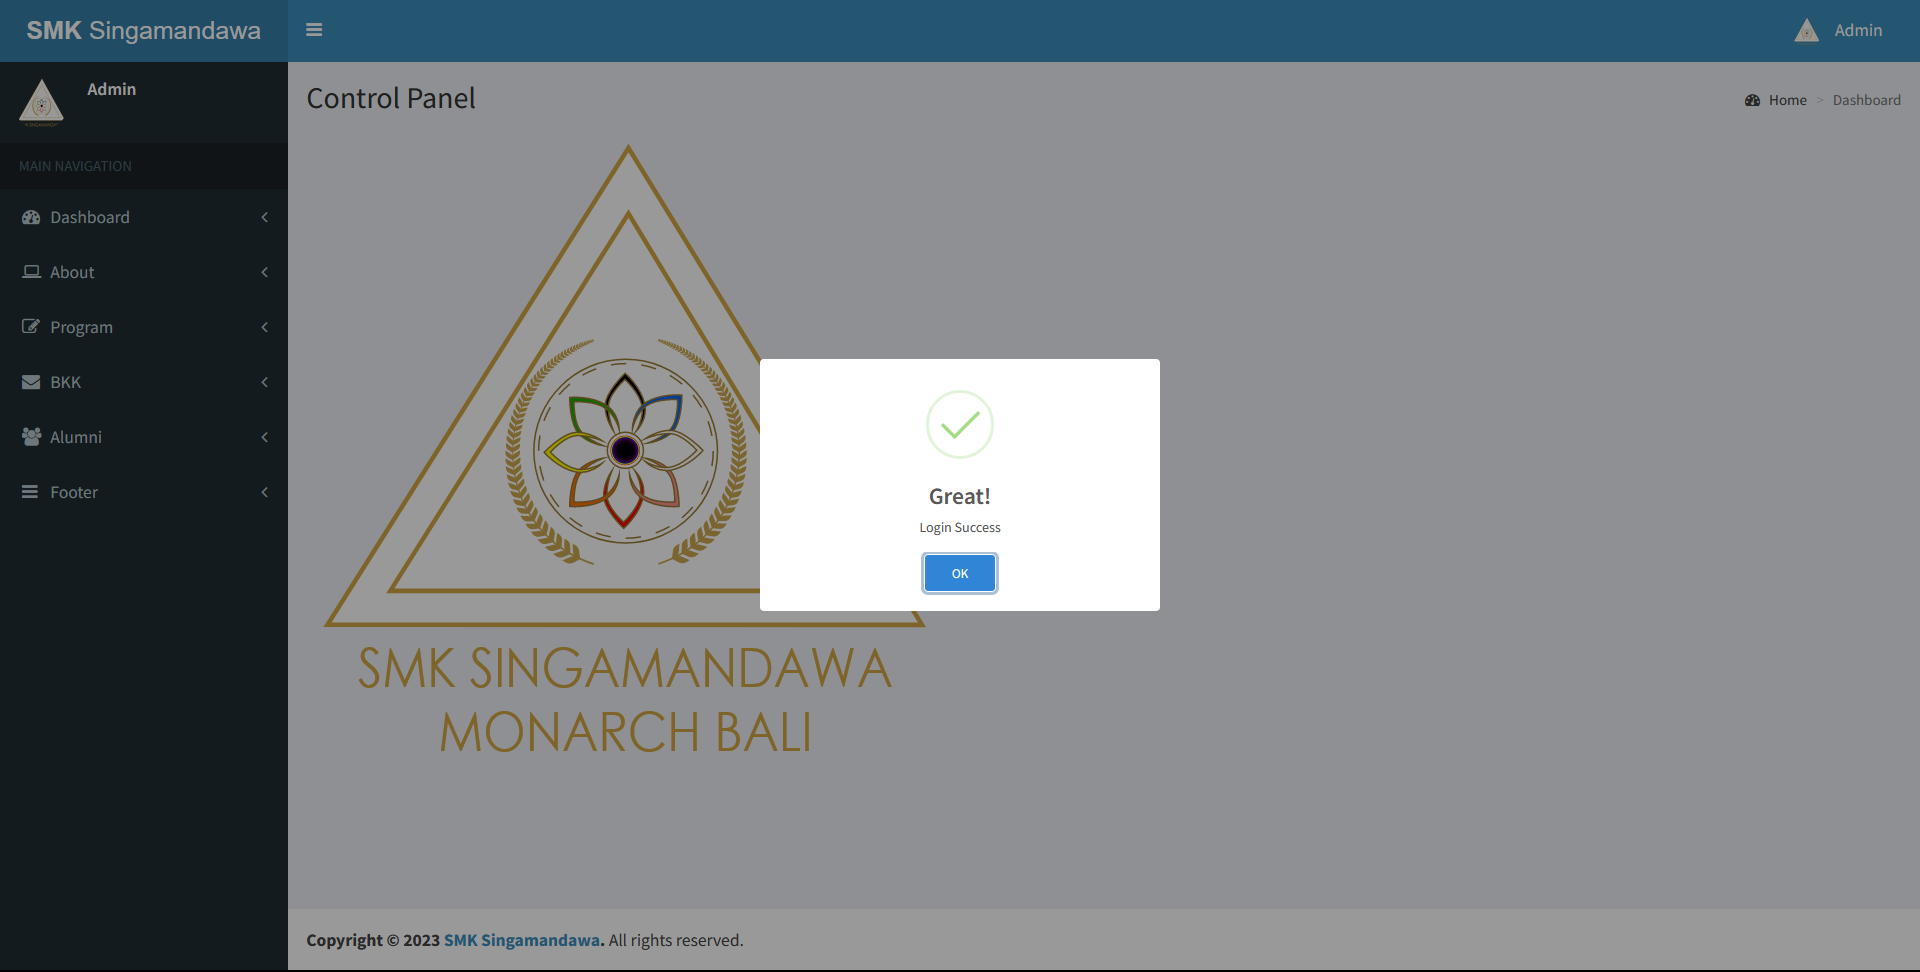 SMK Singamandawa
Admin
Admin
Control Panel
Home > Dashboard
MAIN NAVIGATION
Dashboard
About
Program
BKK
Alumni
Footer
SMK SINGAMANDAWA
MONARCH BALI
Great!
Login Success
OK
Copyright © 2023 SMK Singamandawa. All rights reserved.